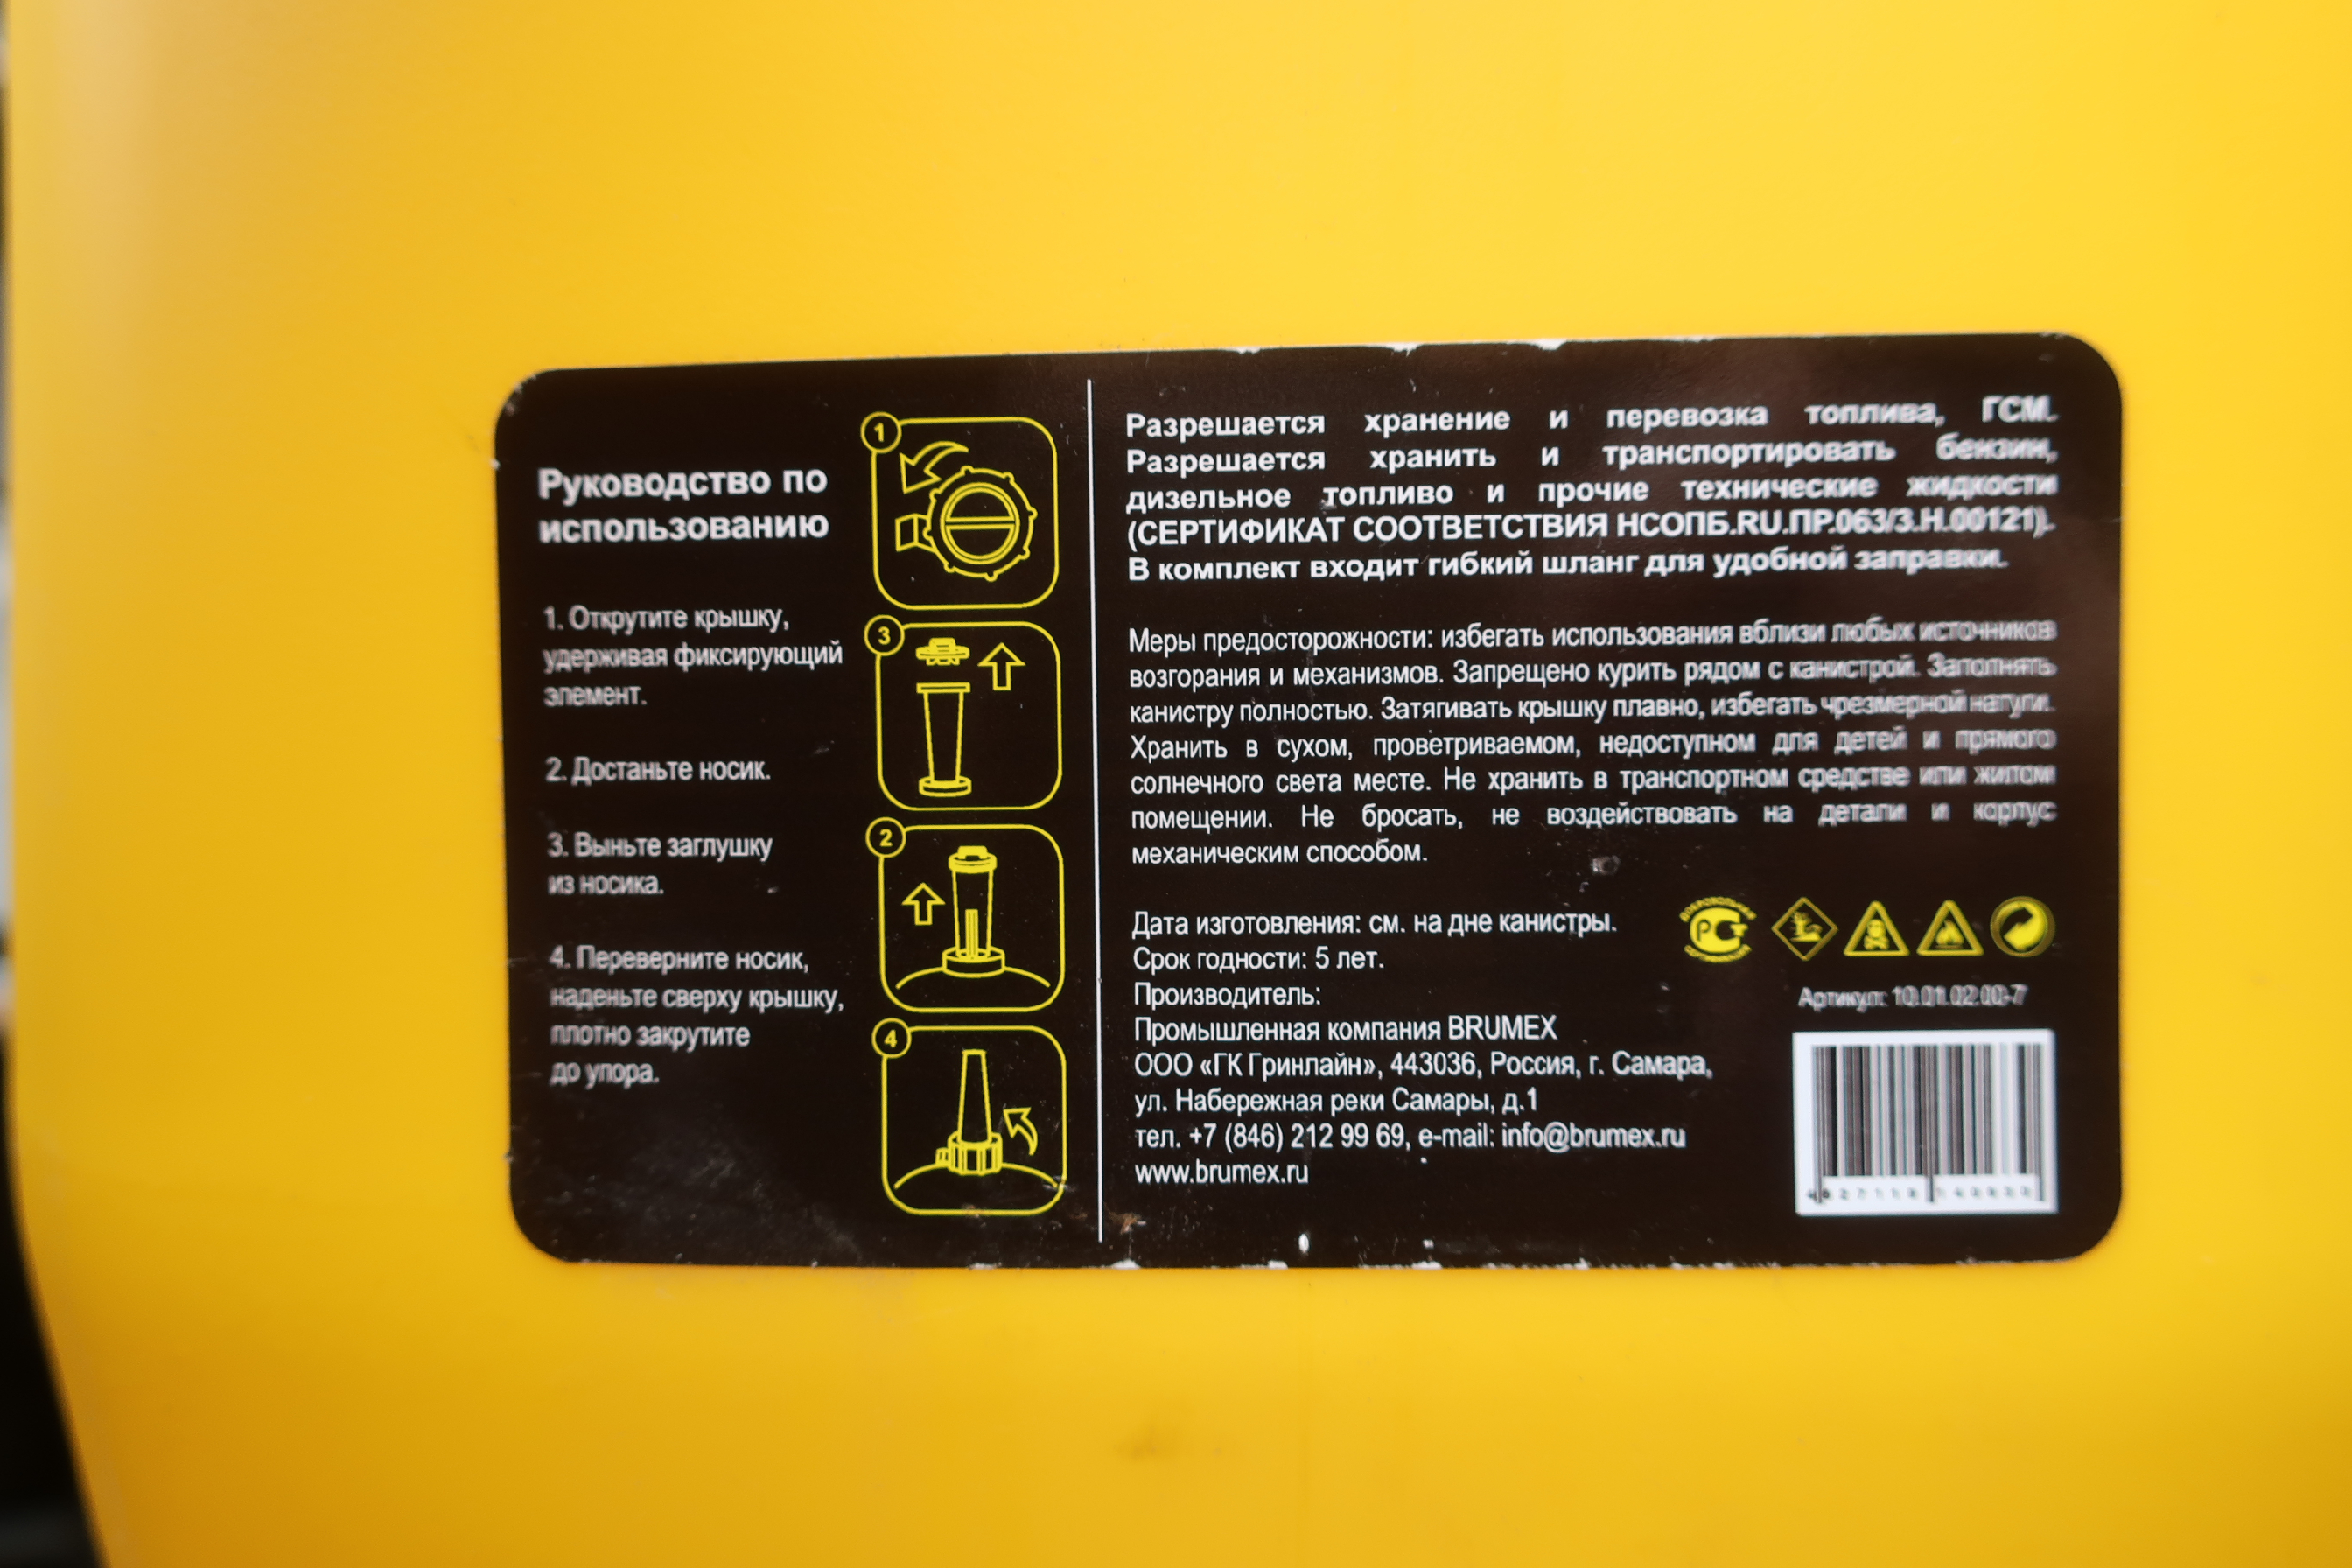 Руководство по
использованию
1. Открутите крышку,
удерживая фиксирующий
элемент.
2. Достаньте носик.
3. Выньте заглушку
из носика.
4. Переверните носик,
наденьте сверху крышку,
плотно закрутите
до упора.
1
3
2
4
Разрешается хранение и перевозка топлива, ГСМ.
Разрешается хранить и транспортировать бензин,
дизельное топливо и прочие технические жидкости
(СЕРТИФИКАТ СООТВЕТСТВИЯ НСОПБ.RU.ПР.063/3.Н.00121).
В комплект входит гибкий шланг для удобной заправки.
Меры предосторожности: избегать использования вблизи любых источников
возгорания и механизмов. Запрещено курить рядом с канистрой. Заполнять
канистру полностью. Затягивать крышку плавно, избегать чрезмерной натуги.
Хранить в сухом, проветриваемом, недоступном для детей и прямого
солнечного света месте. Не хранить в транспортном средстве или жилом
помещении. Не бросать, не воздействовать на детали и корпус
механическим способом.
Дата изготовления: см. на дне канистры.
Срок годности: 5 лет.
Производитель:
Промышленная компания BRUMEX
ООО «ГК Гринлайн», 443036, Россия, г. Самара,
ул. Набережная реки Самары, д.1
тел. +7 (846) 212 99 69, e-mail: info@brumex.ru
www.brumex.ru
Артикул: 10.01.02.00-7